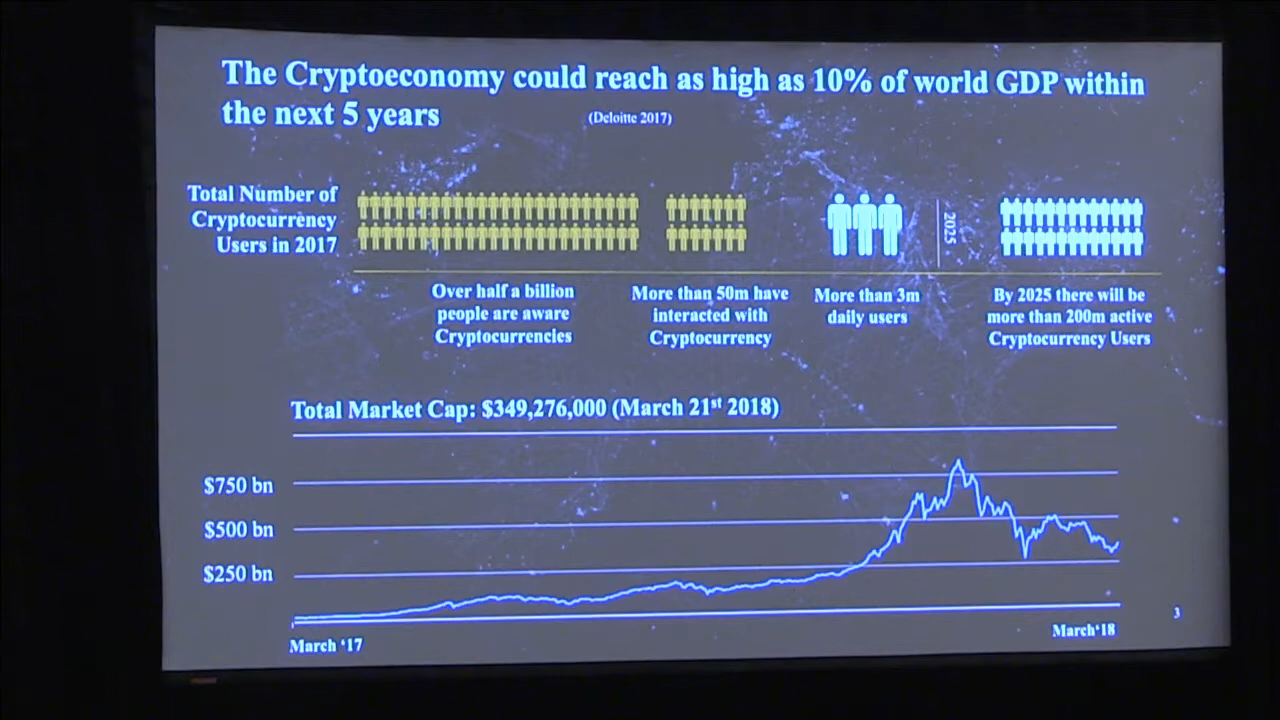 The Cryptoeconomy could reach as high as 10% of world GDP within
the next 5 years
(Deloitte 2017)
Total Number of
Cryptocurrency
Users in 2017
2025
Over half a billion
people are aware
Cryptocurrencies
More than 50m have
interacted with
Cryptocurrency
More than 3m
daily users
By 2025 there will be
more than 200m active
Cryptocurrency Users
Total Market Cap: $349,276,000 (March 21st 2018)
$750 bn
$500 bn
$250 bn
March ‘17
March‘18
3